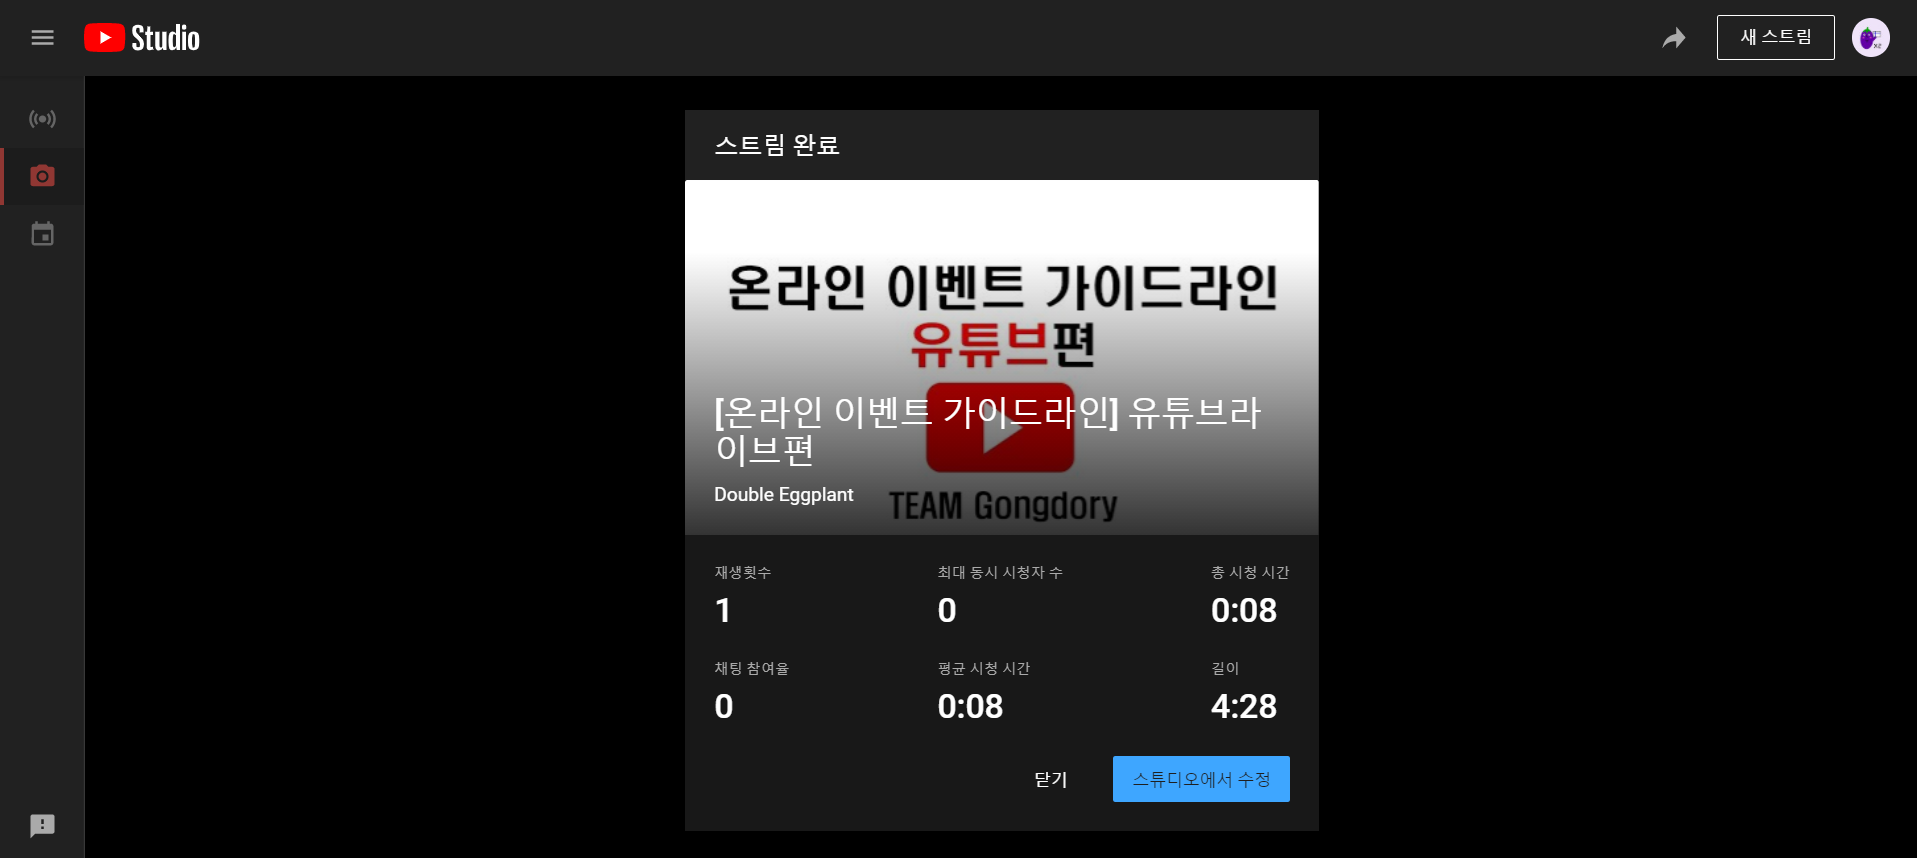 Studio
새 스트림
스트림 완료
온라인 이벤트 가이드라인
유튜브편
[온라인 이벤트 가이드라인] 유튜브라
이브편
Double Eggplant
TEAM Gongdory
재생횟수
최대 동시 시청자 수
총 시청 시간
1
0
0:08
채팅 참여율
평균 시청 시간
길이
0
0:08
4:28
닫기
스튜디오에서 수정